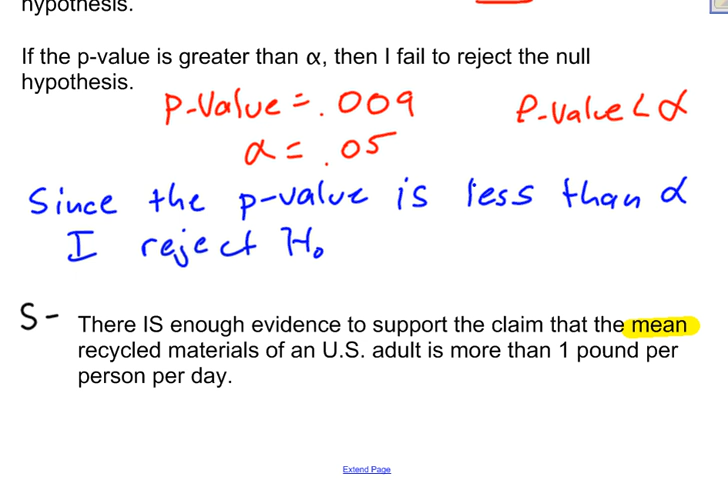 hypothesis.
If the p-value is greater than α, then I fail to reject the null
hypothesis.
P-Value = .009 P-value < α
α = .05
Since the p-value is less than α
I reject H₀
S- There IS enough evidence to support the claim that the mean
recycled materials of an U.S. adult is more than 1 pound per
person per day.
Extend Page